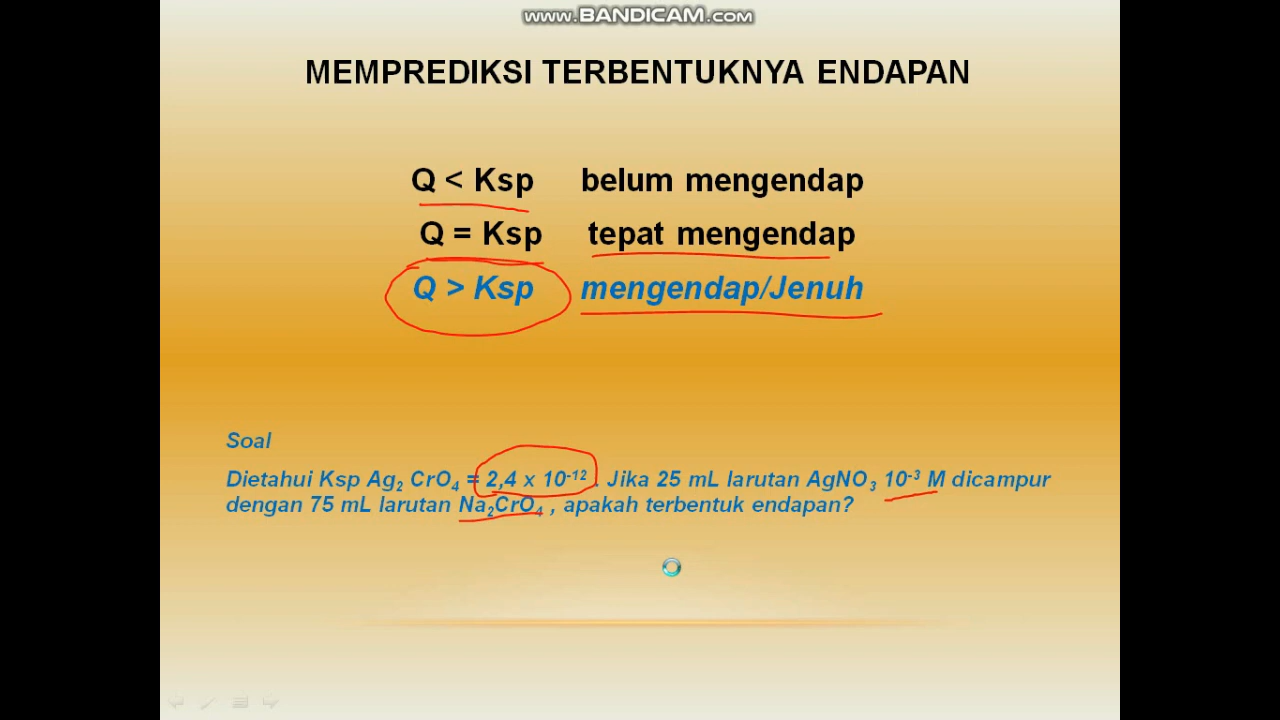 www.BANDICAM.com
MEMPREDIKSI TERBENTUKNYA ENDAPAN
Q < Ksp belum mengendap
Q = Ksp tepat mengendap
Q > Ksp mengendap/Jenuh
Soal
Dietahui Ksp Ag₂ CrO₄ = 2,4 x 10⁻¹² . Jika 25 mL larutan AgNO₃ 10⁻³ M dicampur
dengan 75 mL larutan Na₂CrO₄ , apakah terbentuk endapan?